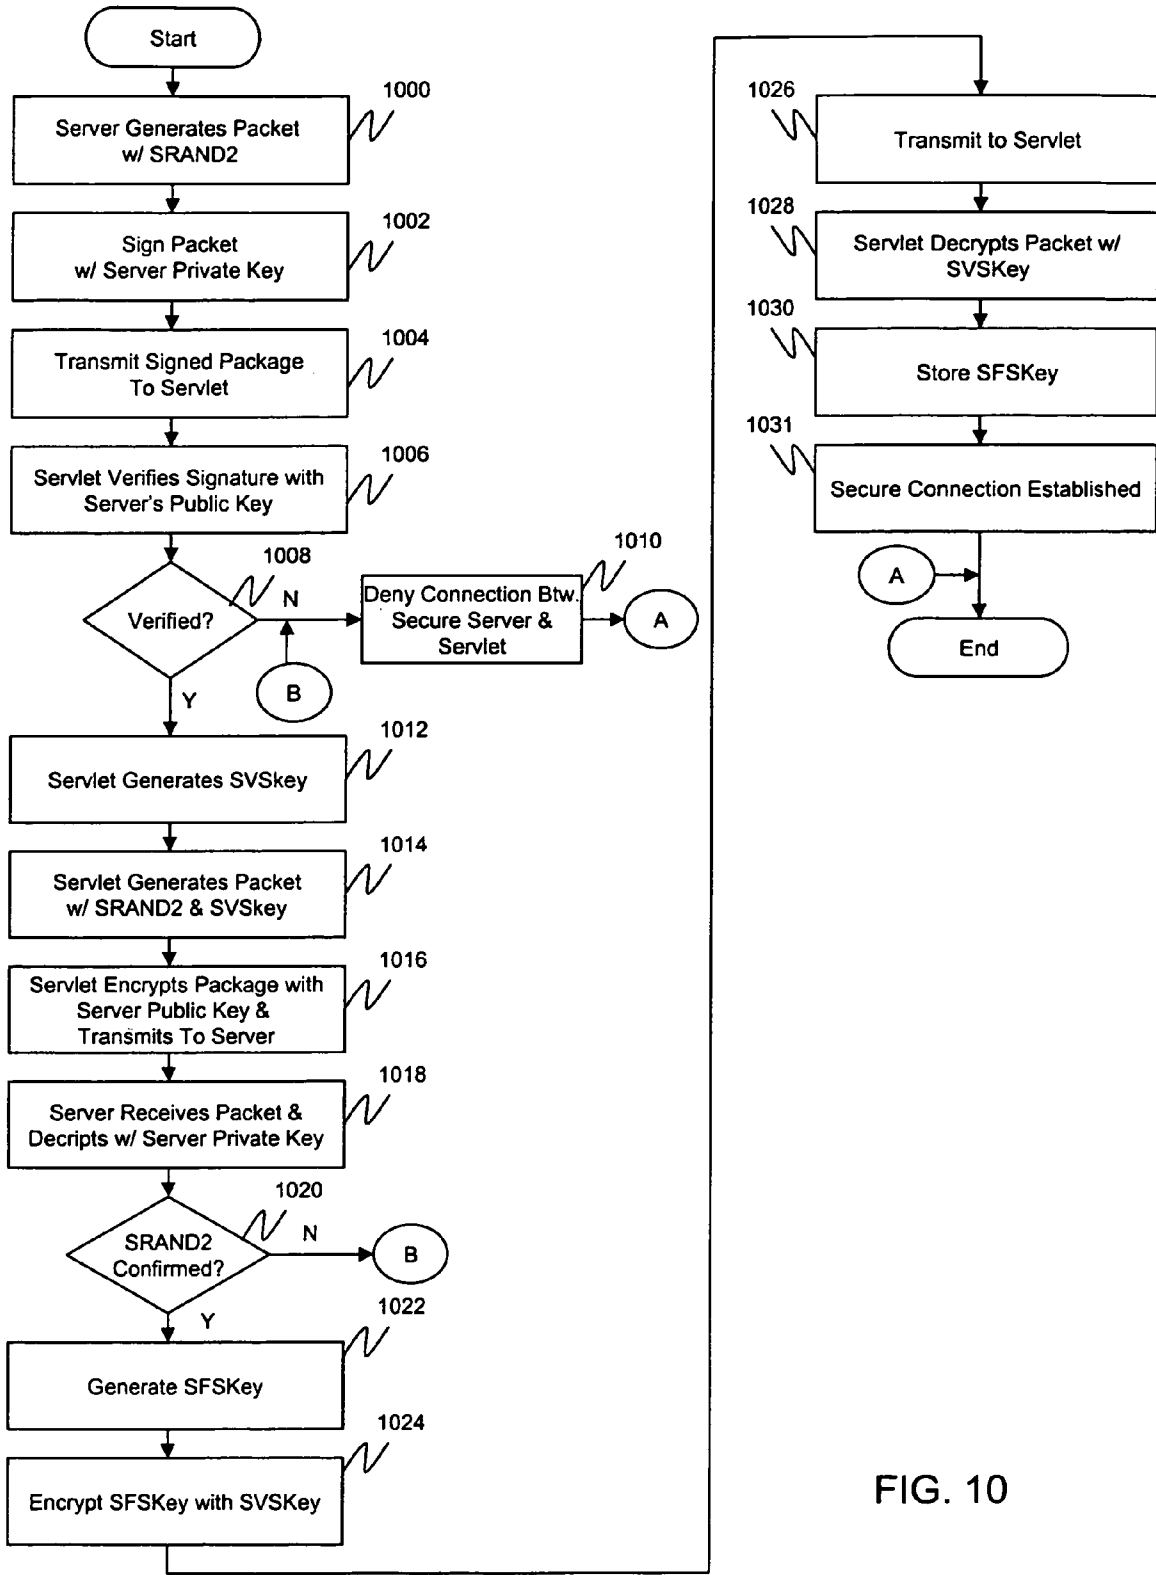 Start
1000
Server Generates Packet
w/ SRAND2
1002
Sign Packet
w/ Server Private Key
1004
Transmit Signed Package
To Servlet
1006
Servlet Verifies Signature with
Server's Public Key
1008
Verified?
N
Y
B
1010
Deny Connection Btw.
Secure Server &
Servlet
A
1012
Servlet Generates SVSkey
1014
Servlet Generates Packet
w/ SRAND2 & SVSkey
1016
Servlet Encrypts Package with
Server Public Key &
Transmits To Server
1018
Server Receives Packet &
Decripts w/ Server Private Key
1020
SRAND2
Confirmed?
N
B
Y
1022
Generate SFSKey
1024
Encrypt SFSKey with SVSKey
1026
Transmit to Servlet
1028
Servlet Decrypts Packet w/
SVSKey
1030
Store SFSKey
1031
Secure Connection Established
A
End
FIG. 10